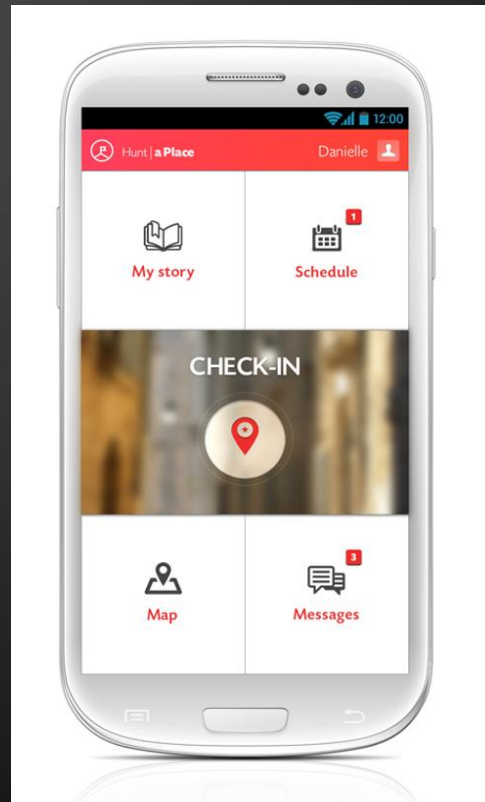 12:00
Hunt | a Place Danielle
1
My story Schedule
CHECK-IN
3
Map Messages